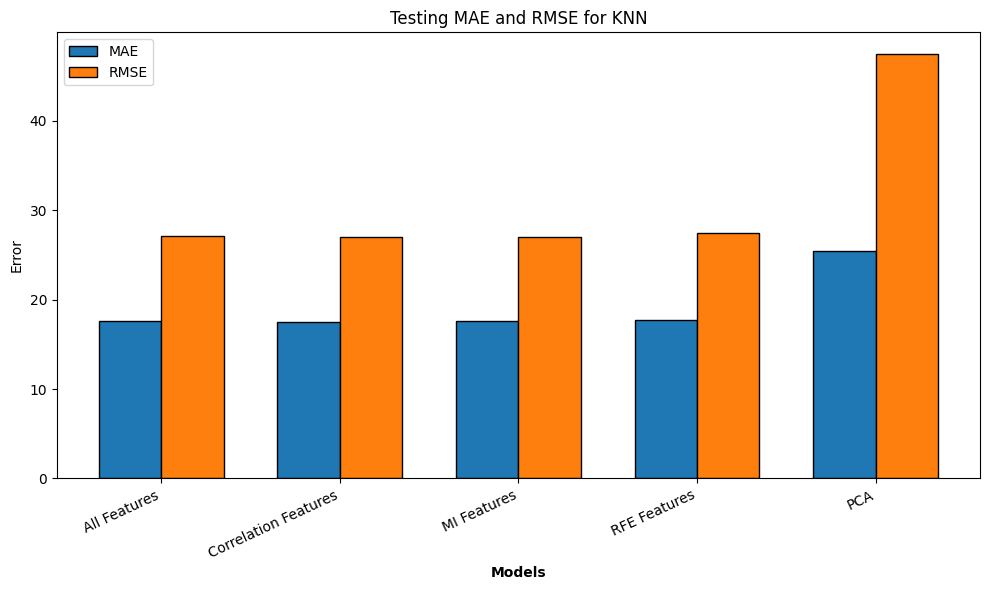 Testing MAE and RMSE for KNN
MAE
RMSE
Error
40
30
20
10
0
All Features
Correlation Features
MI Features
RFE Features
PCA
Models